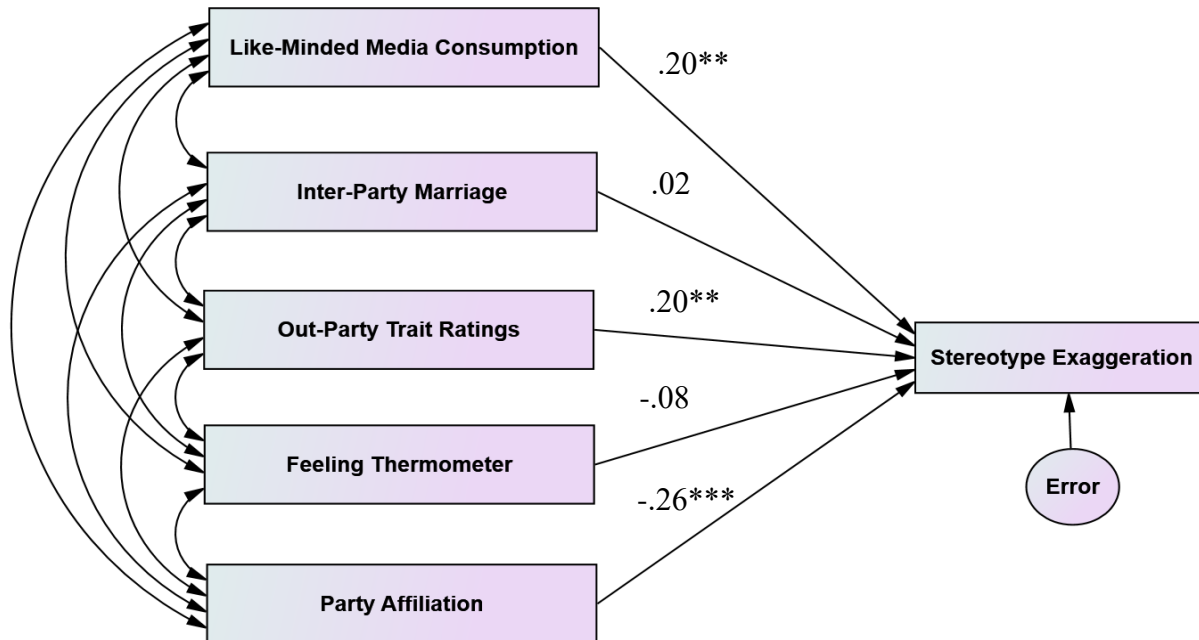 Like-Minded Media Consumption
.20**
Inter-Party Marriage
.02
Out-Party Trait Ratings
.20**
Stereotype Exaggeration
-.08
Feeling Thermometer
Error
-.26***
Party Affiliation